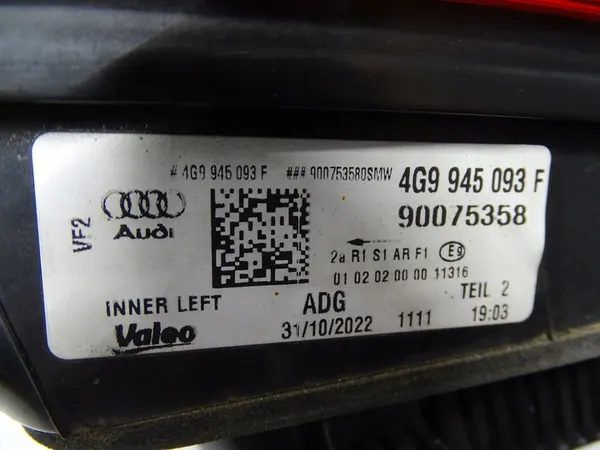 # 4G9 945 093 F ### 900753580SMW 4G9 945 093 F
90075358
VF2
Audi
2a R1 S1 AR F1 E9
01 02 02 00 00 11316
INNER LEFT ADG TEIL 2
Valeo 31/10/2022 1111 19:03